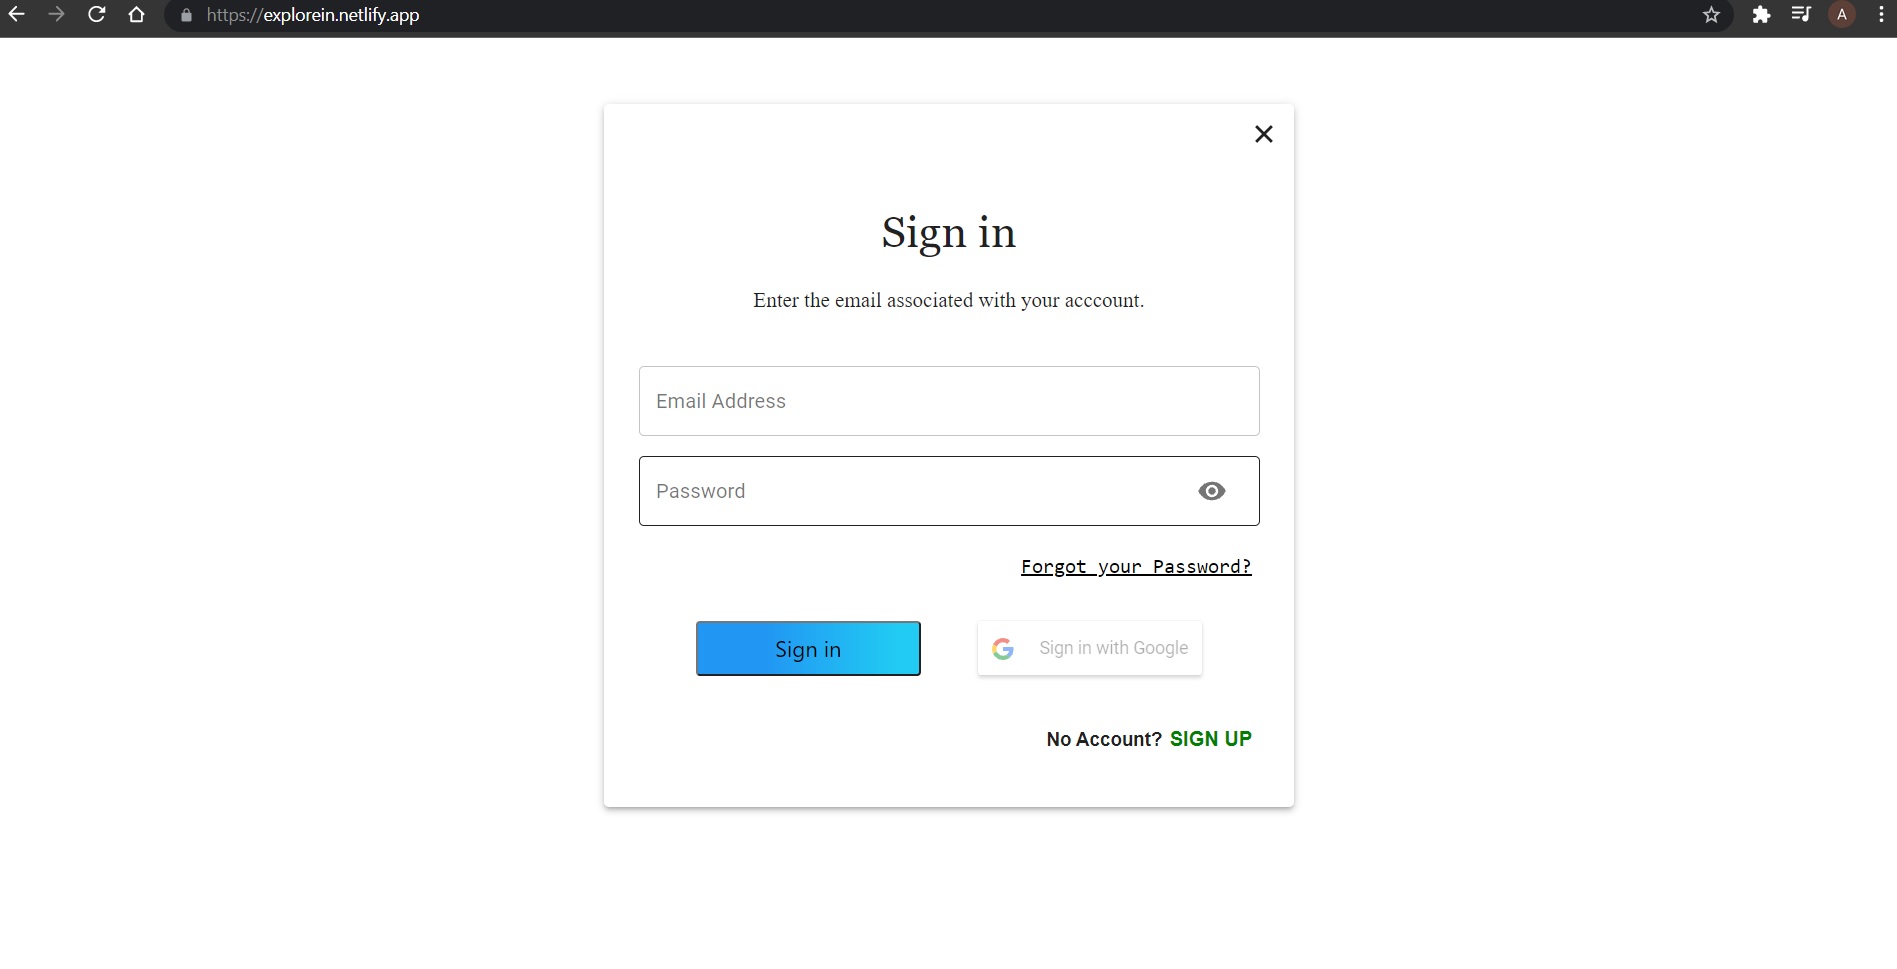 https://explorein.netlify.app
A
Sign in
Enter the email associated with your acccount.
Email Address
Password
Forgot your Password?
Sign in
Sign in with Google
No Account? SIGN UP